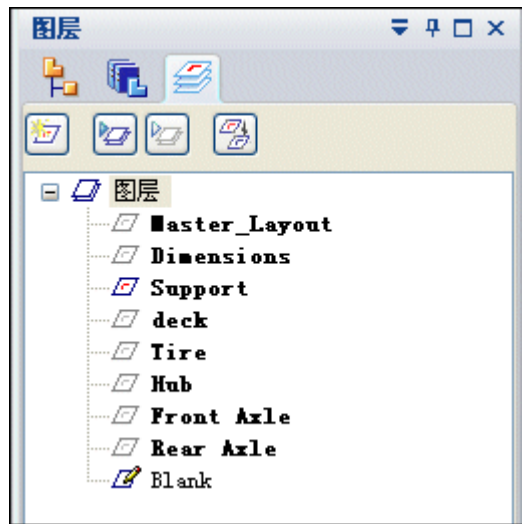 图层
图层
Master_Layout
Dimensions
Support
deck
Tire
Hub
Front Axle
Rear Axle
Blank